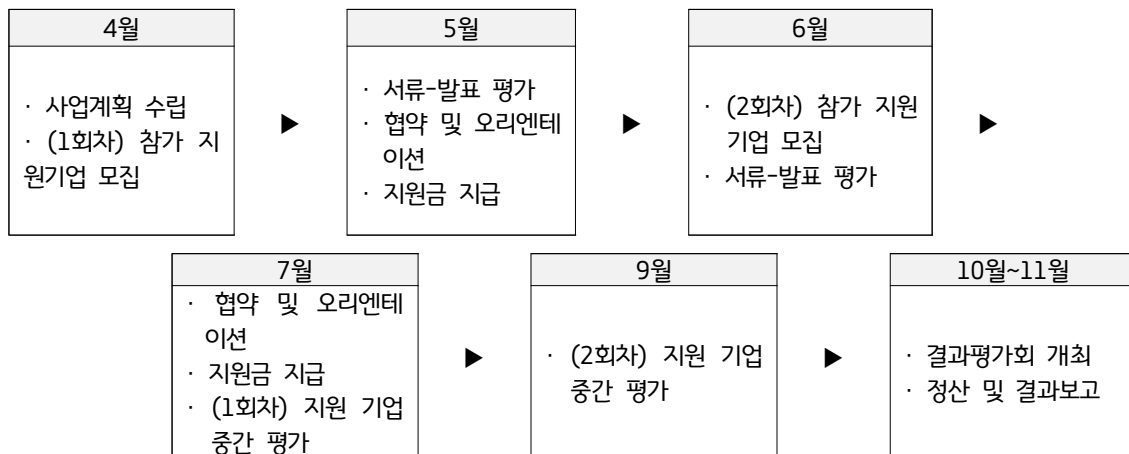 4월
· 사업계획 수립
· (1회차) 참가 지
원기업 모집
▶
5월
· 서류-발표 평가
· 협약 및 오리엔테
이션
· 지원금 지급
▶
6월
· (2회차) 참가 지원
기업 모집
· 서류-발표 평가
▶
7월
· 협약 및 오리엔테
이션
· 지원금 지급
· (1회차) 지원 기업
중간 평가
▶
9월
· (2회차) 지원 기업
중간 평가
▶
10월~11월
· 결과평가회 개최
· 정산 및 결과보고